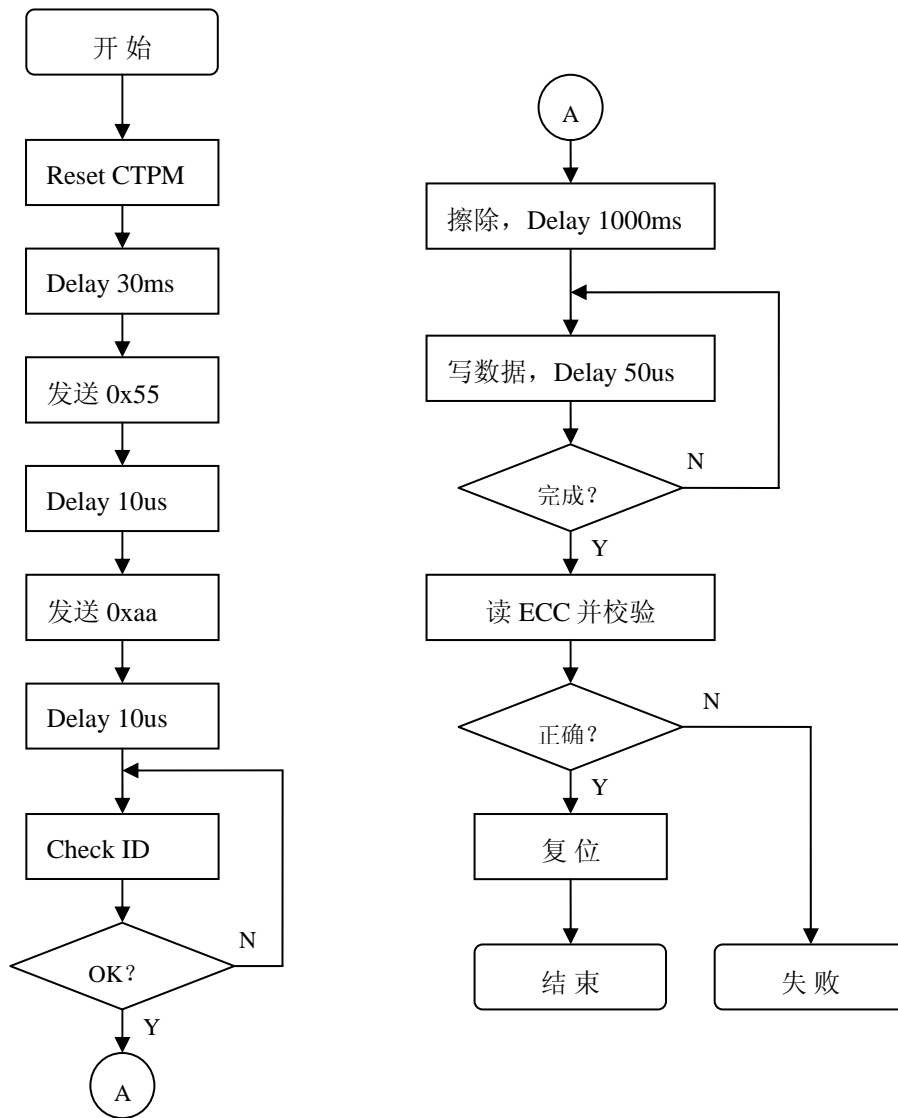 开 始
Reset CTPM
Delay 30ms
发送 0x55
Delay 10us
发送 0xaa
Delay 10us
Check ID
OK？
N
Y
A
A
擦除，Delay 1000ms
写数据，Delay 50us
完成？
N
Y
读 ECC 并校验
正确？
N
Y
复 位
结 束
失 败